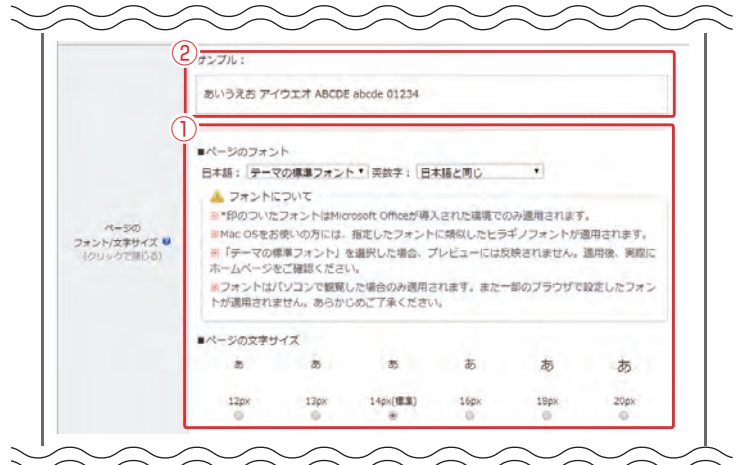 ②
サンプル：
あいうえお アイウエオ ABCDE abcde 01234
①
■ページのフォント
日本語： テーマの標準フォント 英数字： 日本語と同じ
フォントについて
※*印のついたフォントはMicrosoft Officeが導入された環境でのみ適用されます。
※Mac OSをお使いの方には、指定したフォントに類似したヒラギノフォントが適用されます。
※「テーマの標準フォント」を選択した場合、プレビューには反映されません。適用後、実際に
ホームページをご確認ください。
※フォントはパソコンで観覧した場合のみ適用されます。また一部のブラウザで設定したフォン
トが適用されません。あらかじめご了承ください。
ページの
フォント/文字サイズ ?
(クリックで閉じる)
■ページの文字サイズ
あ あ あ あ あ あ
12px 13px 14px(標準) 16px 18px 20px